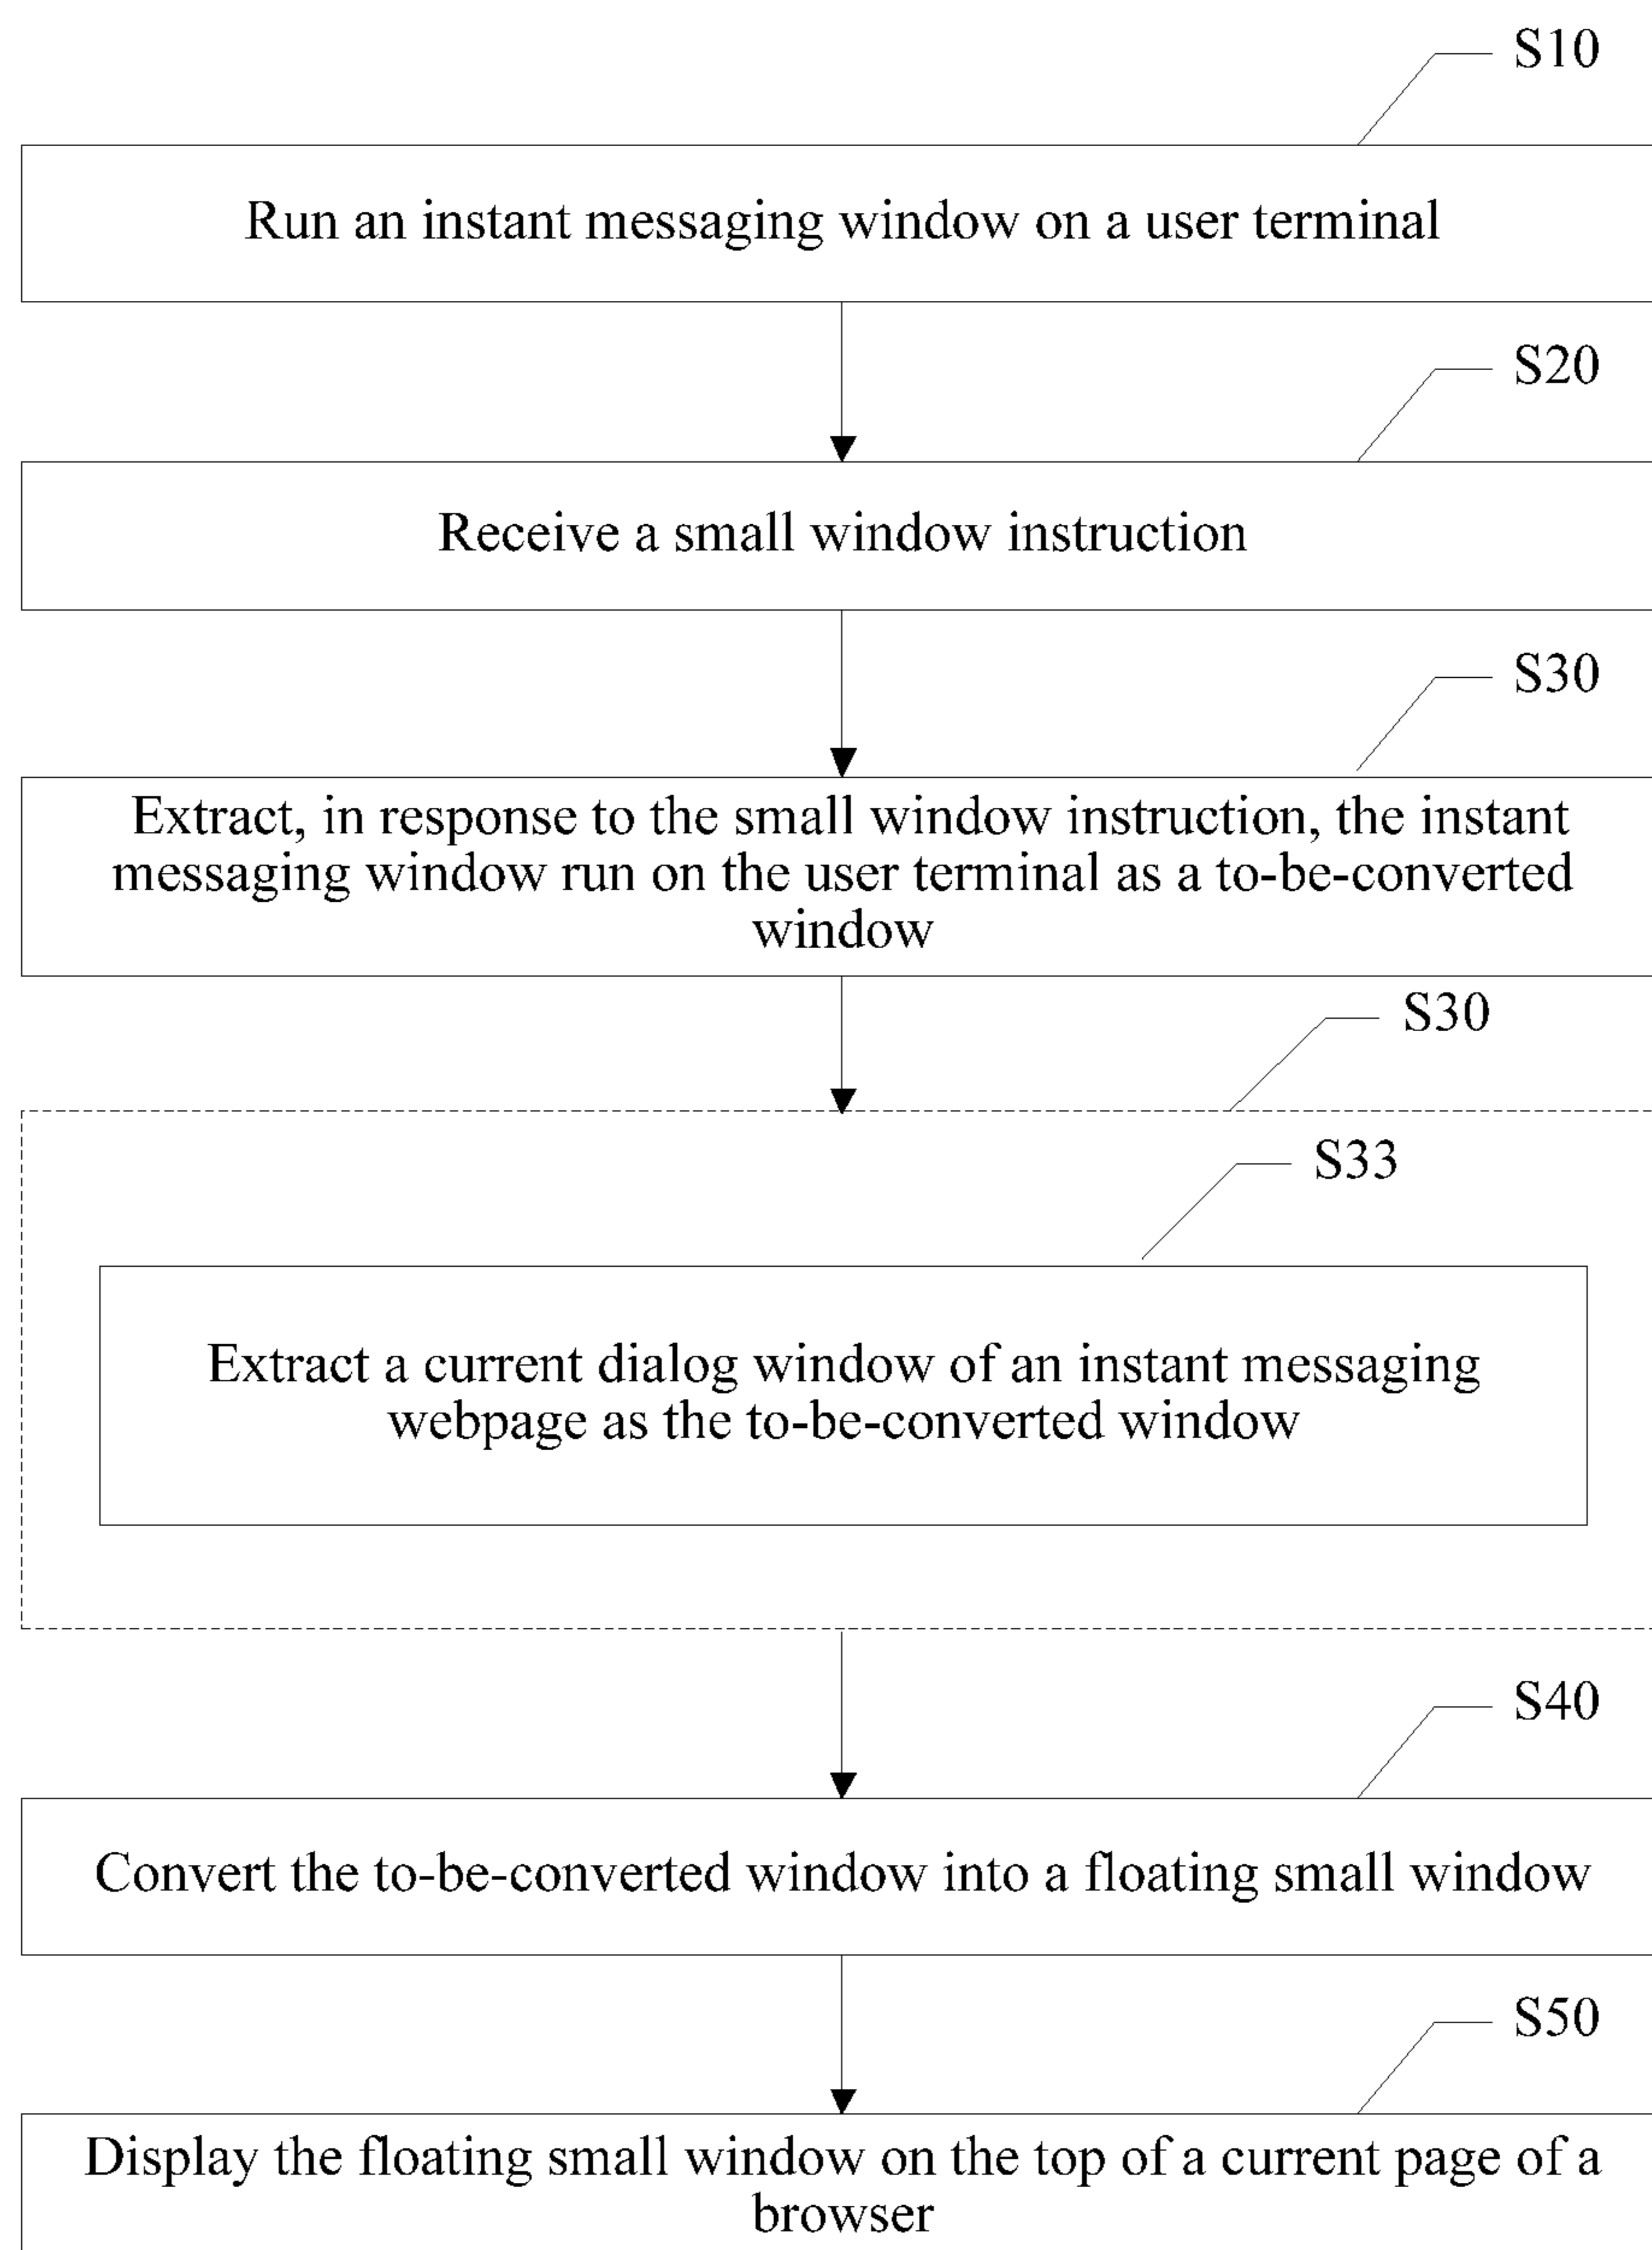 S10
Run an instant messaging window on a user terminal
S20
Receive a small window instruction
S30
Extract, in response to the small window instruction, the instant
messaging window run on the user terminal as a to-be-converted
window
S30
S33
Extract a current dialog window of an instant messaging
webpage as the to-be-converted window
S40
Convert the to-be-converted window into a floating small window
S50
Display the floating small window on the top of a current page of a
browser